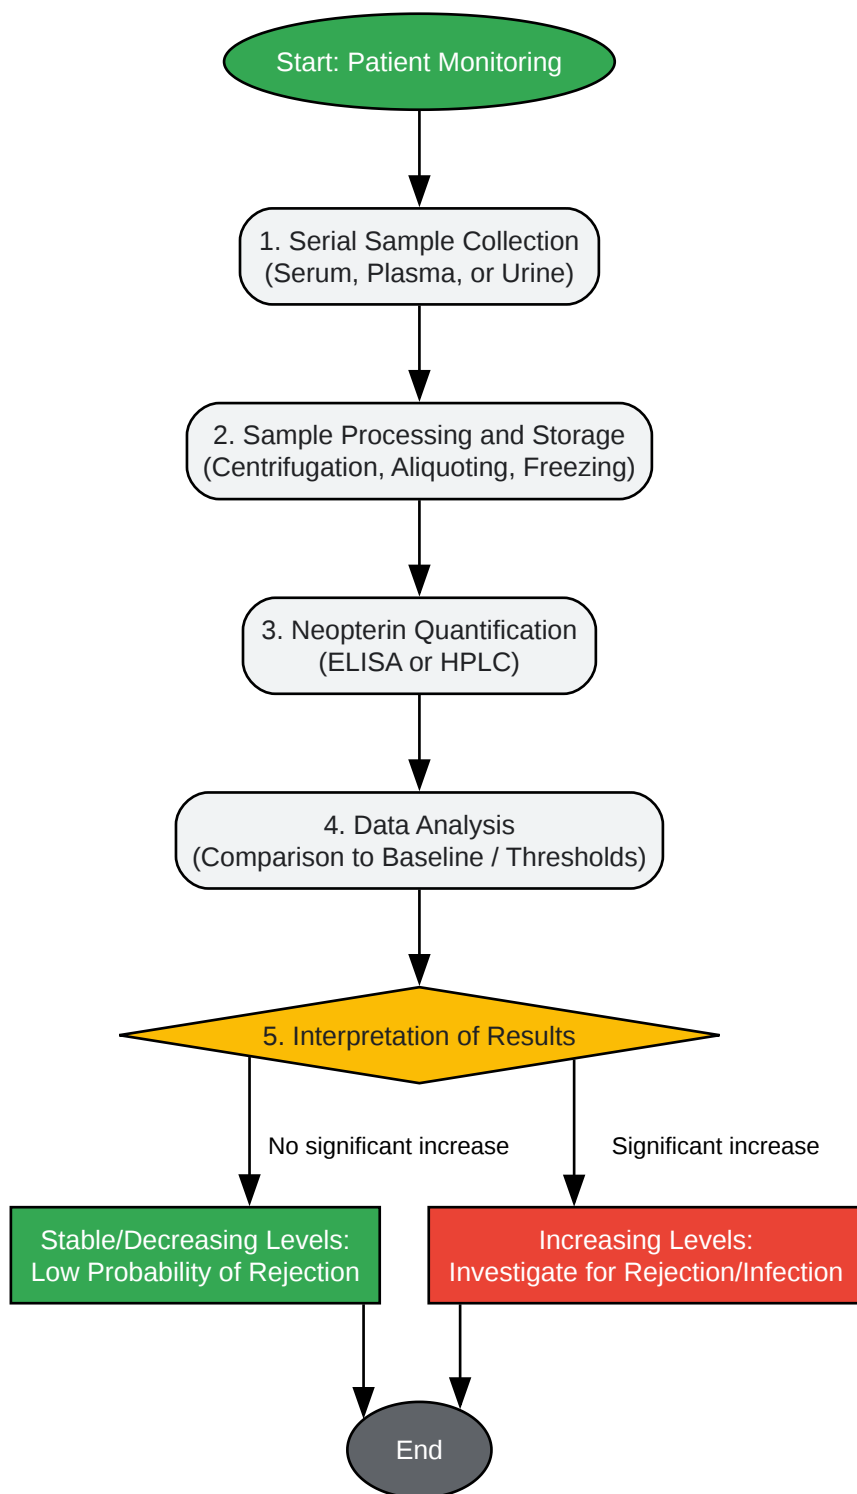 Start: Patient Monitoring
1. Serial Sample Collection
(Serum, Plasma, or Urine)
2. Sample Processing and Storage
(Centrifugation, Aliquoting, Freezing)
3. Neopterin Quantification
(ELISA or HPLC)
4. Data Analysis
(Comparison to Baseline / Thresholds)
5. Interpretation of Results
No significant increase
Significant increase
Stable/Decreasing Levels:
Low Probability of Rejection
Increasing Levels:
Investigate for Rejection/Infection
End